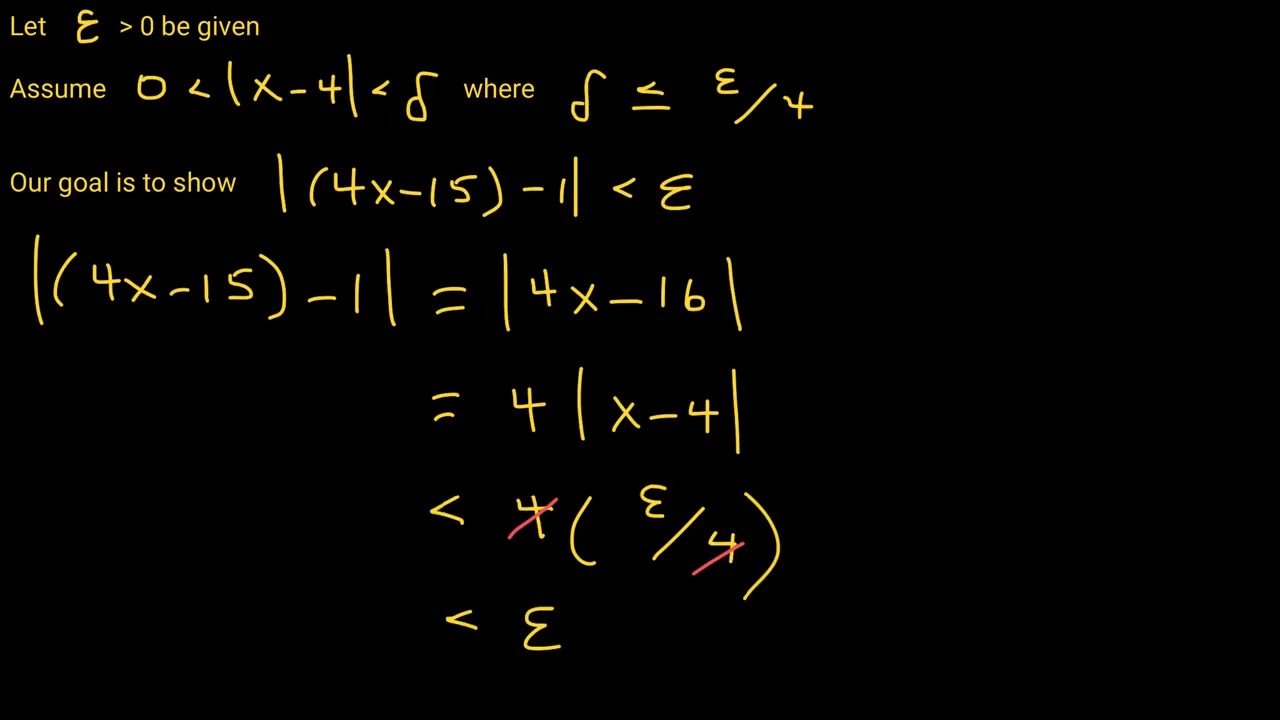 Let ε > 0 be given
Assume 0 < |x-4| < δ where δ ≤ ε/4
Our goal is to show |(4x-15)-1| < ε
|(4x-15)-1| = |4x-16|
= 4|x-4|
< 4(ε/4)
< ε